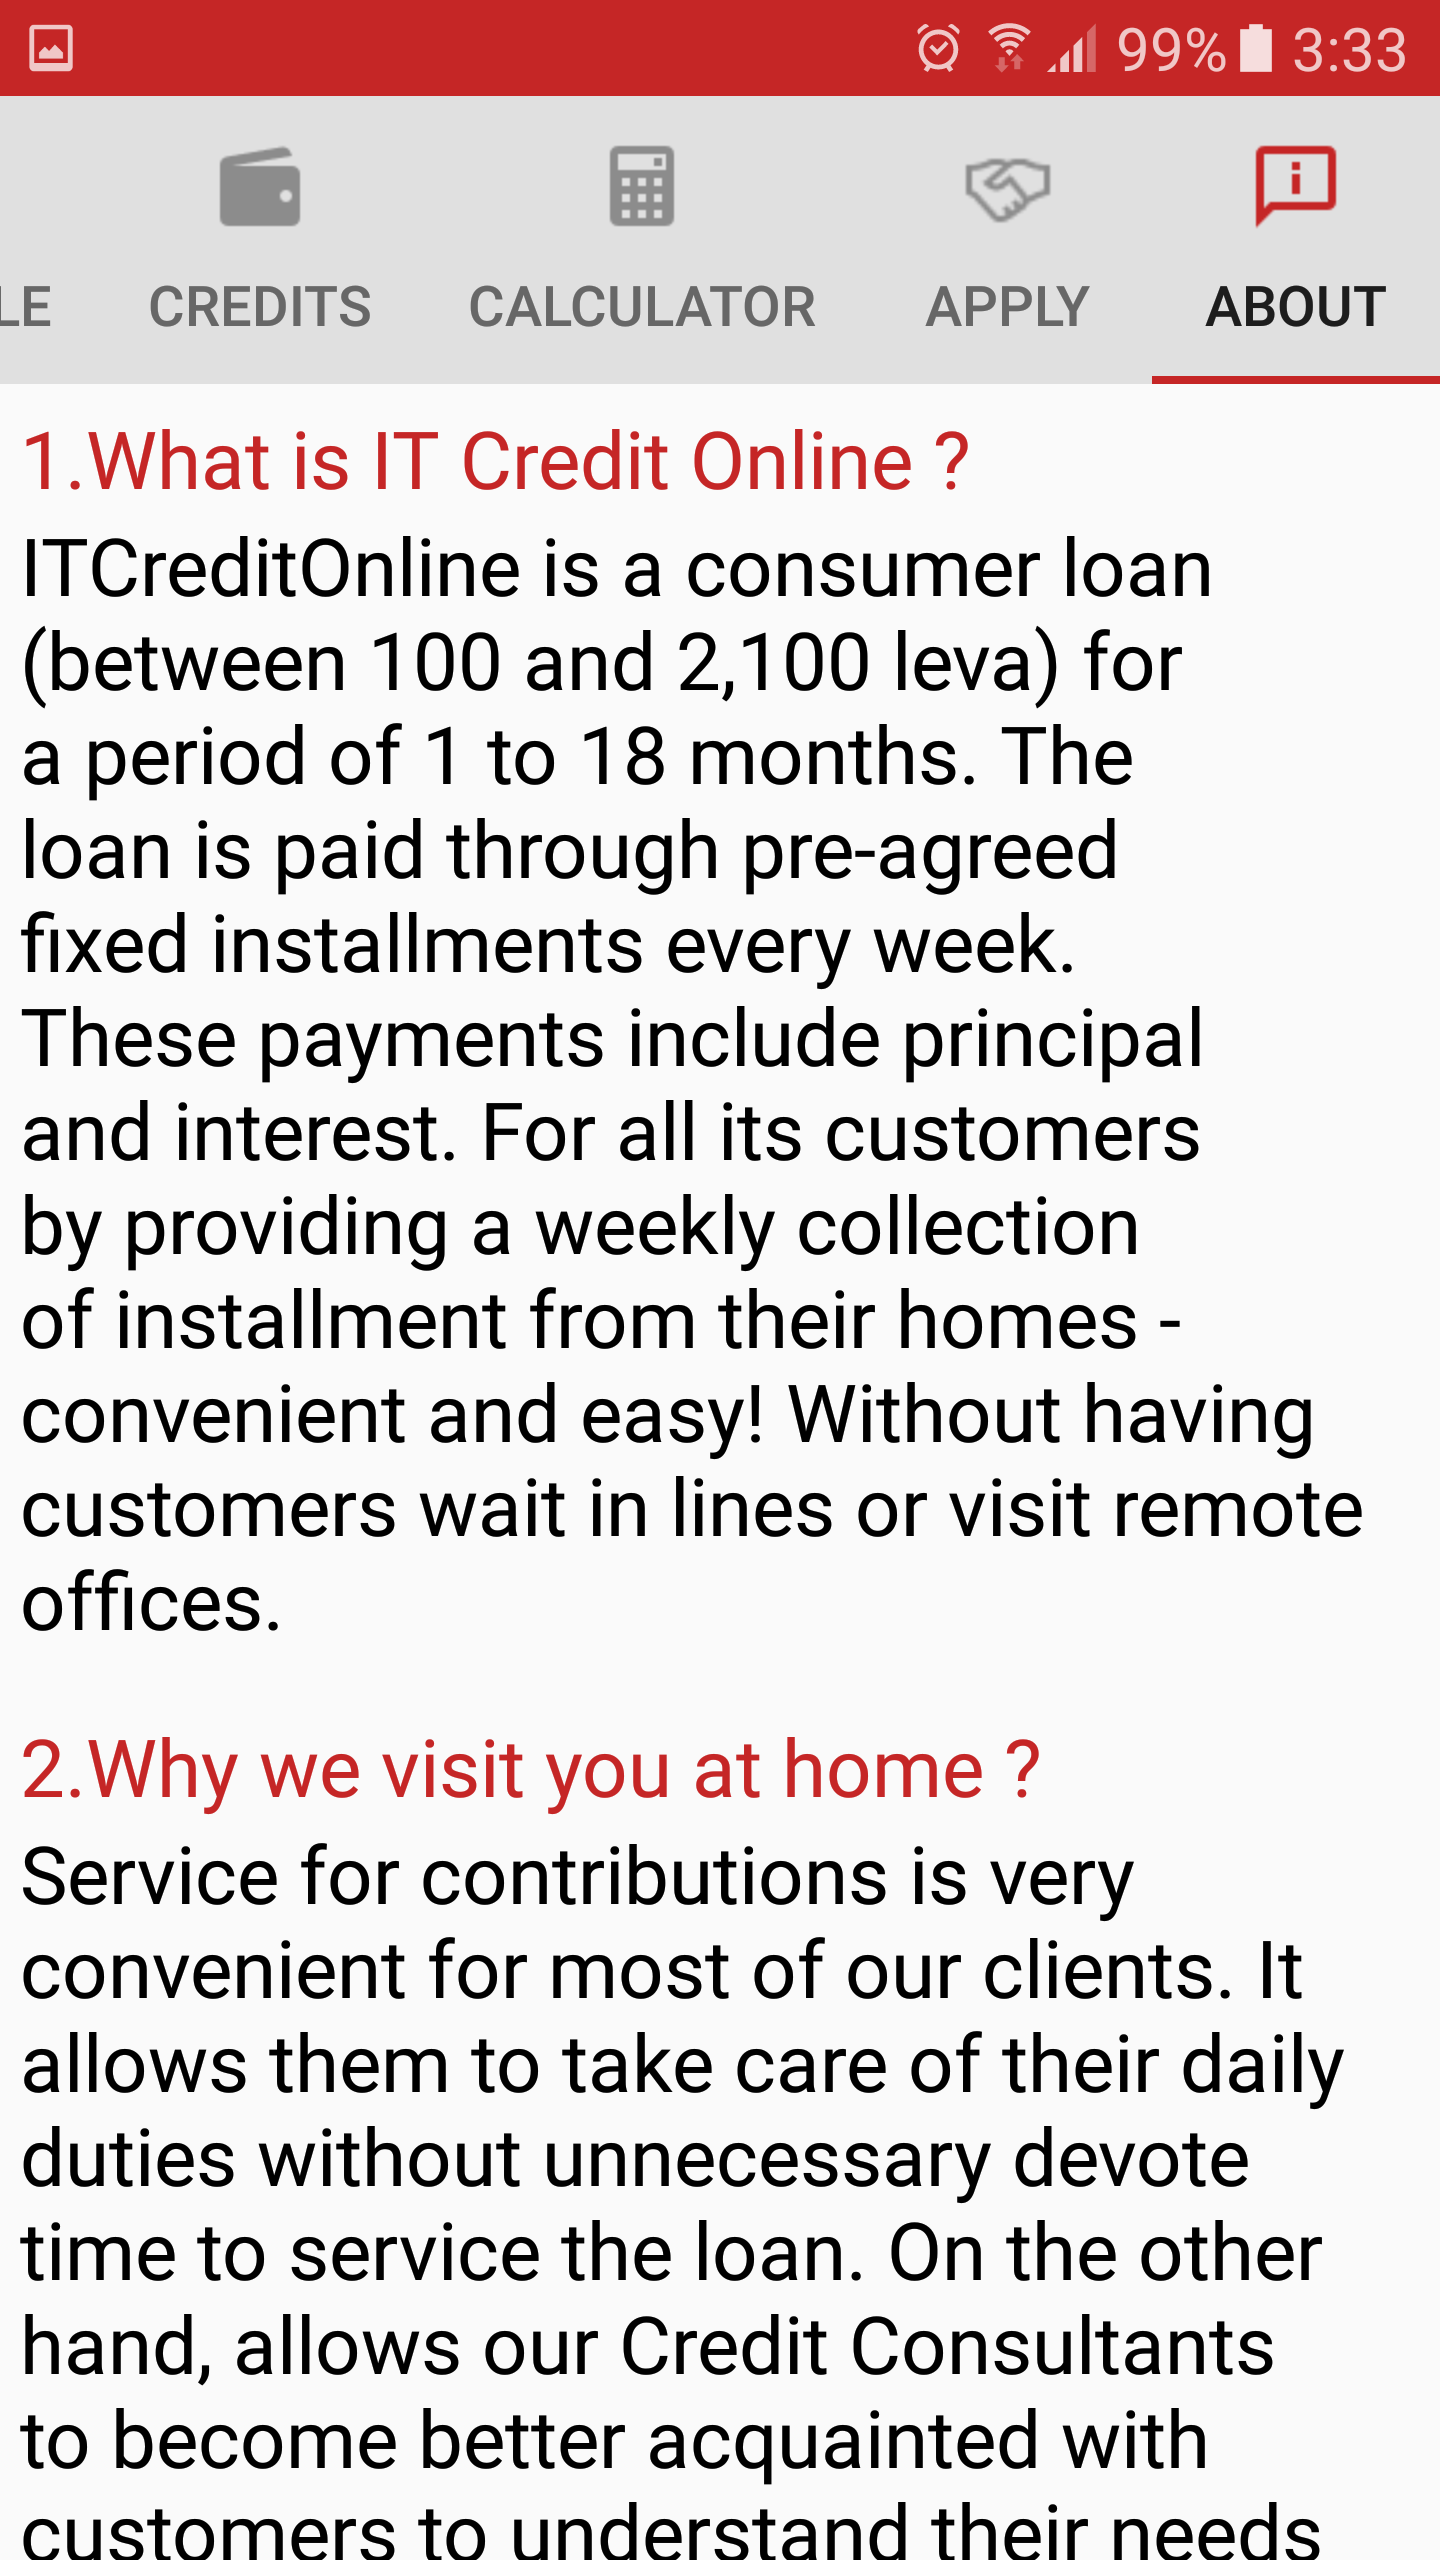 99% 3:33
LE CREDITS CALCULATOR APPLY ABOUT
1.What is IT Credit Online ?
ITCreditOnline is a consumer loan
(between 100 and 2,100 leva) for
a period of 1 to 18 months. The
loan is paid through pre-agreed
fixed installments every week.
These payments include principal
and interest. For all its customers
by providing a weekly collection
of installment from their homes -
convenient and easy! Without having
customers wait in lines or visit remote
offices.
2.Why we visit you at home ?
Service for contributions is very
convenient for most of our clients. It
allows them to take care of their daily
duties without unnecessary devote
time to service the loan. On the other
hand, allows our Credit Consultants
to become better acquainted with
customers to understand their needs